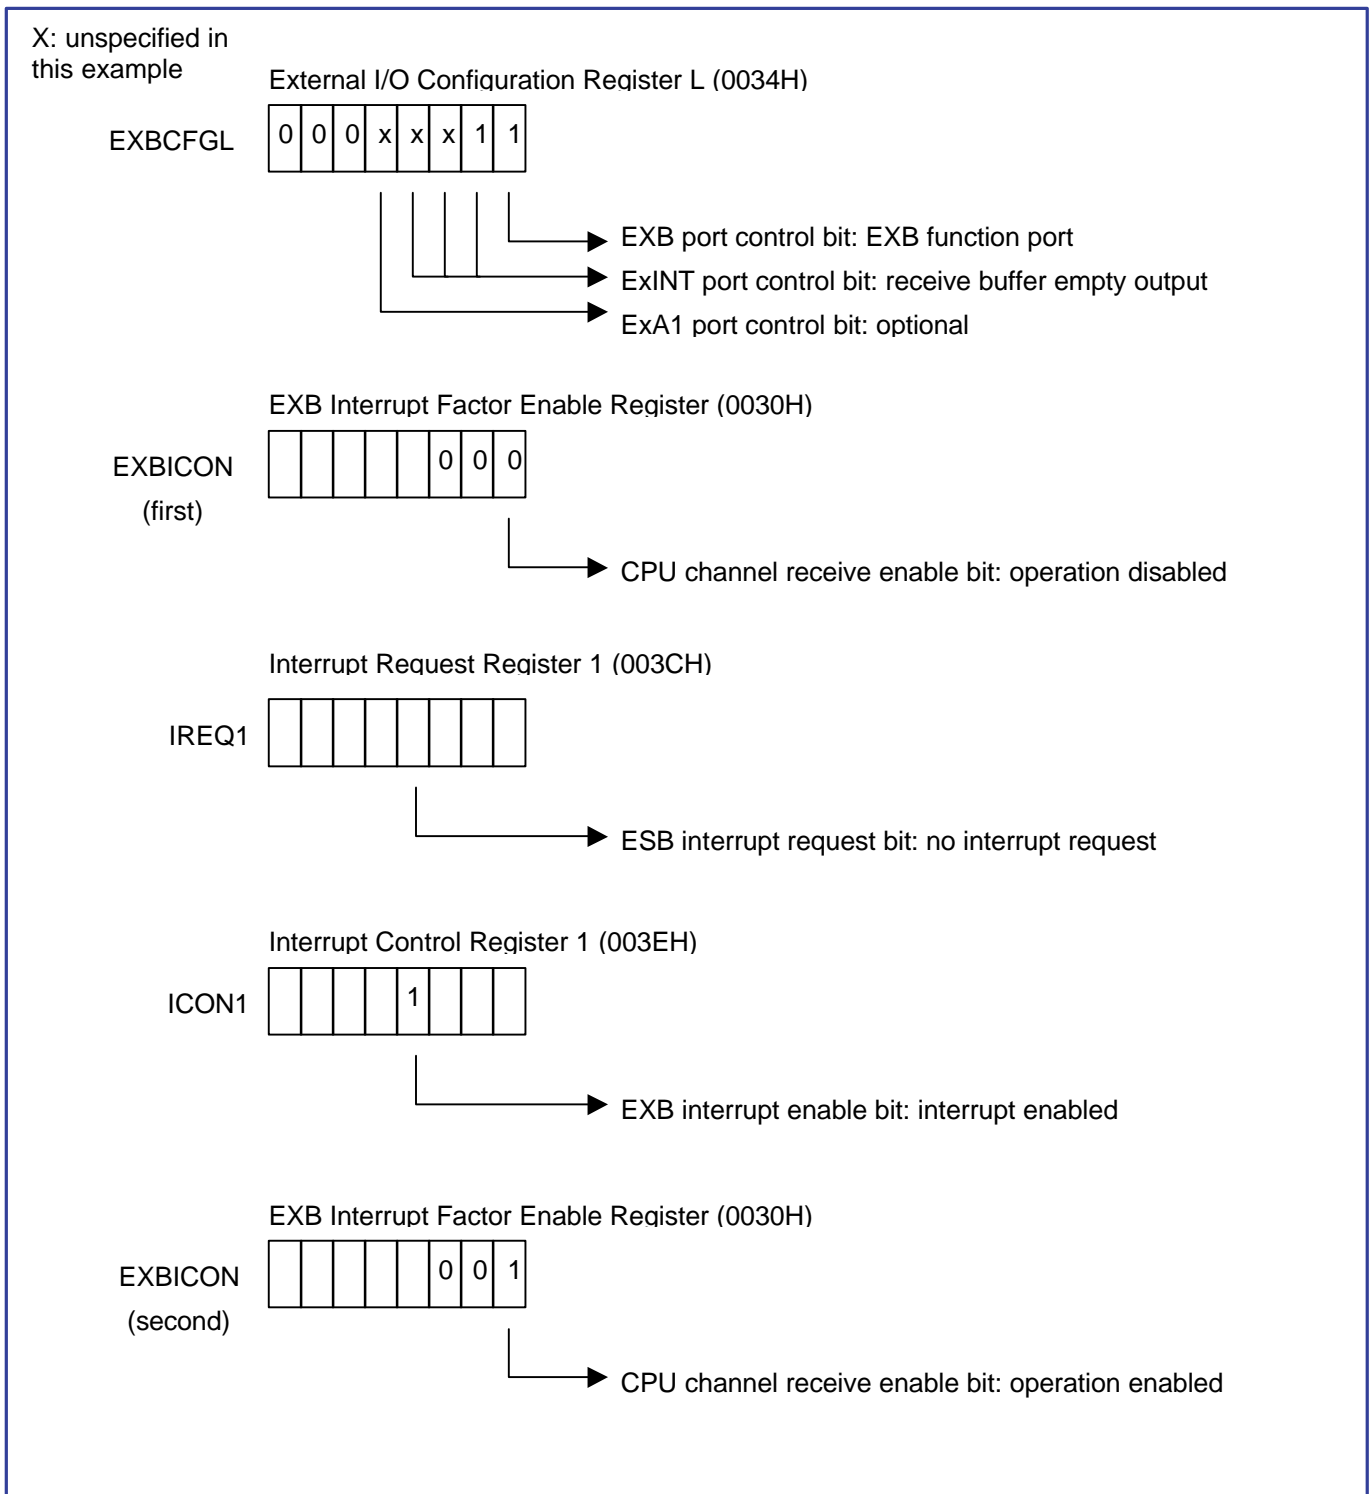 X: unspecified in
this example
External I/O Configuration Register L (0034H)
EXBCFGL 0 0 0 x x x 1 1
EXB port control bit: EXB function port
ExINT port control bit: receive buffer empty output
ExA1 port control bit: optional
EXB Interrupt Factor Enable Register (0030H)
EXBICON 0 0 0
(first)
CPU channel receive enable bit: operation disabled
Interrupt Request Register 1 (003CH)
IREQ1
ESB interrupt request bit: no interrupt request
Interrupt Control Register 1 (003EH)
ICON1 1
EXB interrupt enable bit: interrupt enabled
EXB Interrupt Factor Enable Register (0030H)
EXBICON 0 0 1
(second)
CPU channel receive enable bit: operation enabled